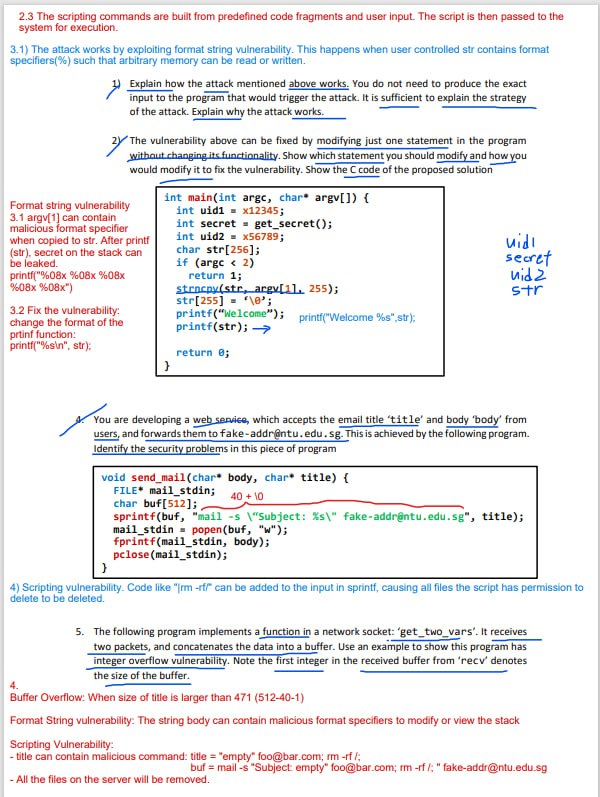 2.3 The scripting commands are built from predefined code fragments and user input. The script is then passed to the
system for execution.
3.1) The attack works by exploiting format string vulnerability. This happens when user controlled str contains format
specifiers(%) such that arbitrary memory can be read or written.
1) Explain how the attack mentioned above works. You do not need to produce the exact
input to the program that would trigger the attack. It is sufficient to explain the strategy
of the attack. Explain why the attack works.
2) The vulnerability above can be fixed by modifying just one statement in the program
without changing its functionality. Show which statement you should modify and how you
would modify it to fix the vulnerability. Show the C code of the proposed solution
Format string vulnerability
3.1 argv[1] can contain
malicious format specifier
when copied to str. After printf
(str), secret on the stack can
be leaked.
printf("%08x %08x %08x
%08x %08x")
3.2 Fix the vulnerability:
change the format of the
prtinf function:
printf("%s\n", str);
int main(int argc, char* argv[]) {
int uid1 = x12345;
int secret = get_secret();
int uid2 = x56789;
char str[256];
if (argc < 2)
return 1;
strncpy(str, argv[1], 255);
str[255] = ‘\0’;
printf(“Welcome”); printf("Welcome %s",str);
printf(str); →
return 0;
}
uid1
secret
uid2
str
4. You are developing a web service, which accepts the email title ‘title’ and body ‘body’ from
users, and forwards them to fake-addr@ntu.edu.sg. This is achieved by the following program.
Identify the security problems in this piece of program
void send_mail(char* body, char* title) {
FILE* mail_stdin;
char buf[512]; 40 + \0
sprintf(buf, "mail -s \"Subject: %s\" fake-addr@ntu.edu.sg", title);
mail_stdin = popen(buf, "w");
fprintf(mail_stdin, body);
pclose(mail_stdin);
}
4) Scripting vulnerability. Code like "|rm -rf/" can be added to the input in sprintf, causing all files the script has permission to
delete to be deleted.
5. The following program implements a function in a network socket: ‘get_two_vars’. It receives
two packets, and concatenates the data into a buffer. Use an example to show this program has
integer overflow vulnerability. Note the first integer in the received buffer from ‘recv’ denotes
the size of the buffer.
4.
Buffer Overflow: When size of title is larger than 471 (512-40-1)
Format String vulnerability: The string body can contain malicious format specifiers to modify or view the stack
Scripting Vulnerability:
- title can contain malicious command: title = "empty" foo@bar.com; rm -rf /;
buf = mail -s "Subject: empty" foo@bar.com; rm -rf /; " fake-addr@ntu.edu.sg
- All the files on the server will be removed.